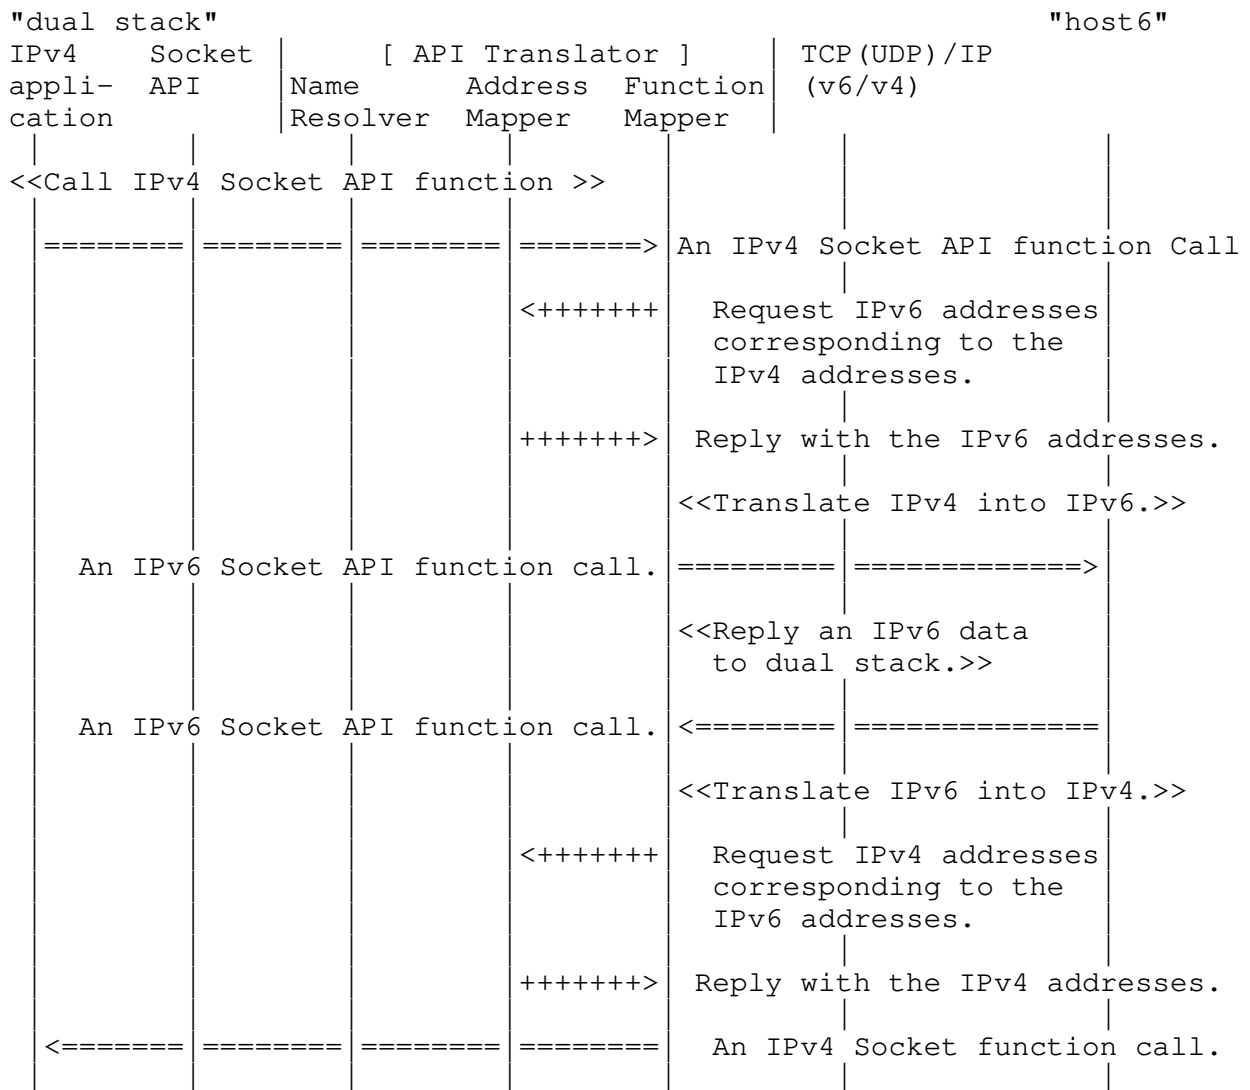 "dual stack" "host6"
IPv4 Socket | [ API Translator ] | TCP(UDP)/IP
appli- API |Name Address Function| (v6/v4)
cation |Resolver Mapper Mapper |
<<Call IPv4 Socket API function >>
|========|========|========|=======>|An IPv4 Socket API function Call
<+++++++| Request IPv6 addresses
corresponding to the
IPv4 addresses.
|+++++++>| Reply with the IPv6 addresses.
<<Translate IPv4 into IPv6.>>
An IPv6 Socket API function call.|=========|=============>|
<<Reply an IPv6 data
to dual stack.>>
An IPv6 Socket API function call.|<========|==============|
<<Translate IPv6 into IPv4.>>
<+++++++| Request IPv4 addresses
corresponding to the
IPv6 addresses.
|+++++++>| Reply with the IPv4 addresses.
|<=======|========|========|========| An IPv4 Socket function call.